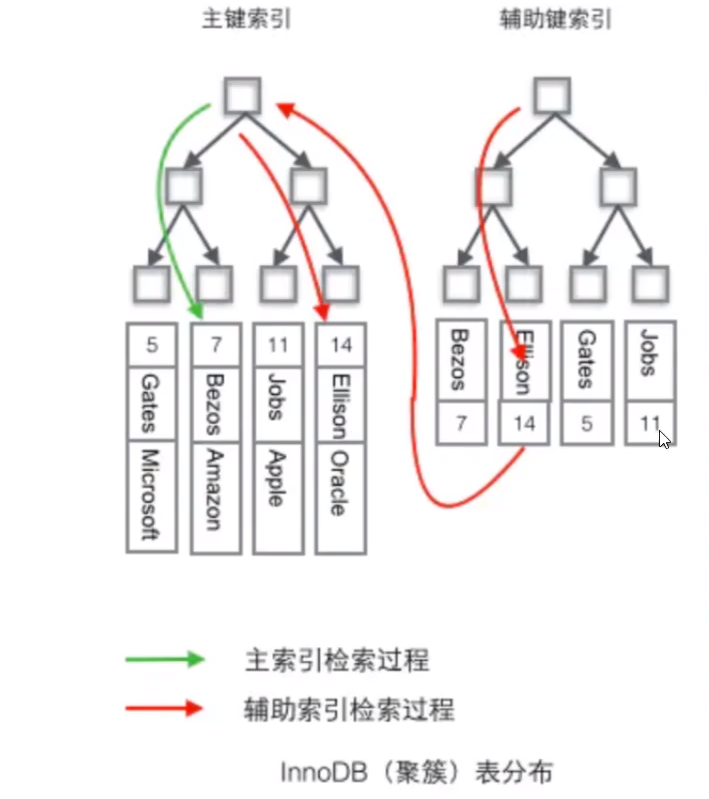 主键索引
辅助键索引
5
7
11
14
Gates
Bezos
Jobs
Ellison
Microsoft
Amazon
Apple
Oracle
Bezos
Ellison
Gates
Jobs
7
14
5
11
主索引检索过程
辅助索引检索过程
InnoDB（聚簇）表分布